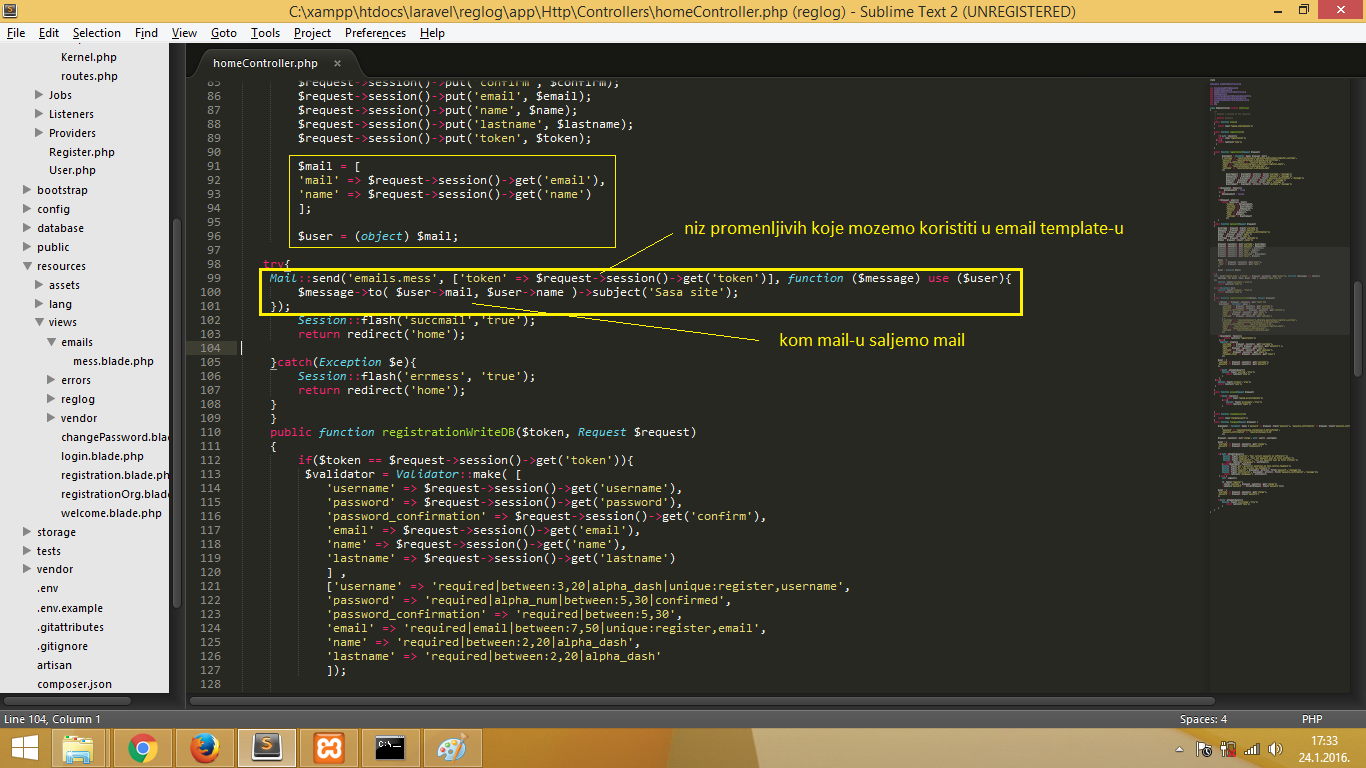 C:\xampp\htdocs\laravel\reglog\app\Http\Controllers\homeController.php (reglog) - Sublime Text 2 (UNREGISTERED)
File Edit Selection Find View Goto Tools Project Preferences Help
Kernel.php
routes.php
Jobs
Listeners
Providers
Register.php
User.php
bootstrap
config
database
public
resources
assets
lang
views
emails
mess.blade.php
errors
reglog
vendor
changePassword.bla
login.blade.php
registration.blade.ph
registrationOrg.blad
welcome.blade.php
storage
tests
vendor
.env
.env.example
.gitattributes
.gitignore
artisan
composer.json
homeController.php ×
85 $request->session()->put('confirm', $confirm);
86 $request->session()->put('email', $email);
87 $request->session()->put('name', $name);
88 $request->session()->put('lastname', $lastname);
89 $request->session()->put('token', $token);
90
91 $mail = [
92 'mail' => $request->session()->get('email'),
93 'name' => $request->session()->get('name')
94 ];
95
96 $user = (object) $mail;
97
niz promenljivih koje mozemo koristiti u email template-u
98 try{
99 Mail::send('emails.mess', ['token' => $request->session()->get('token')], function ($message) use ($user){
100 $message->to( $user->mail, $user->name )->subject('Sasa site');
101 });
102 Session::flash('succmail','true');
103 return redirect('home');
kom mail-u saljemo mail
104
105 }catch(Exception $e){
106 Session::flash('errmess', 'true');
107 return redirect('home');
108 }
109 }
110 public function registrationWriteDB($token, Request $request)
111 {
112 if($token == $request->session()->get('token')){
113 $validator = Validator::make( [
114 'username' => $request->session()->get('username'),
115 'password' => $request->session()->get('password'),
116 'password_confirmation' => $request->session()->get('confirm'),
117 'email' => $request->session()->get('email'),
118 'name' => $request->session()->get('name'),
119 'lastname' => $request->session()->get('lastname')
120 ] ,
121 ['username' => 'required|between:3,20|alpha_dash|unique:register,username',
122 'password' => 'required|alpha_num|between:5,30|confirmed',
123 'password_confirmation' => 'required|between:5,30',
124 'email' => 'required|email|between:7,50|unique:register,email',
125 'name' => 'required|between:2,20|alpha_dash',
126 'lastname' => 'required|between:2,20|alpha_dash'
127 ]);
128
Line 104, Column 1
Spaces: 4 PHP
17:33
24.1.2016.